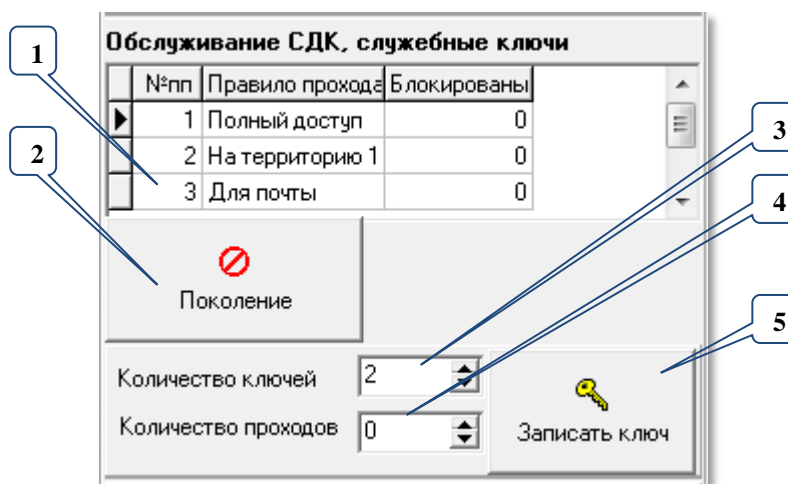 Обслуживание СДК, служебные ключи
1
№пп Правило прохода Блокированы
1 Полный доступ 0
3
2
2 На территорию 1 0
3 Для почты 0
4
Поколение
5
Количество ключей 2
Количество проходов 0
Записать ключ